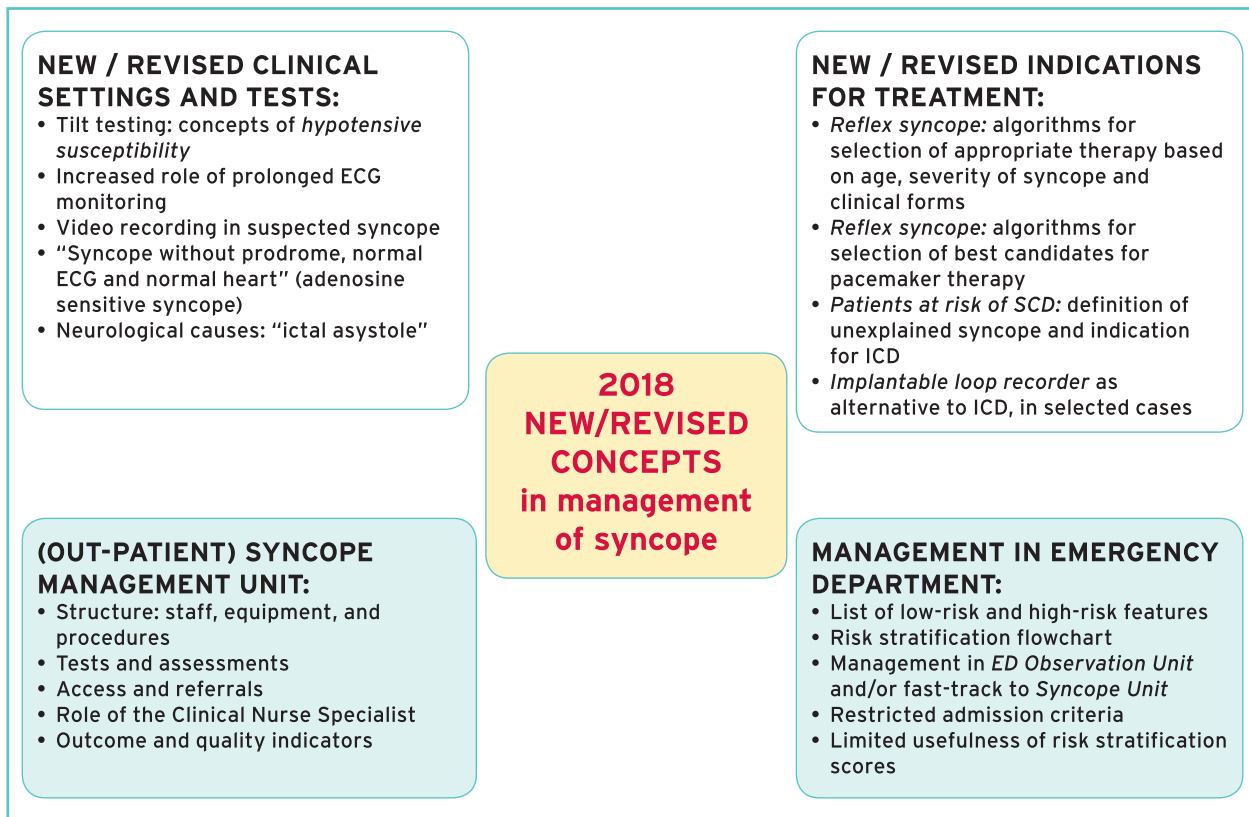 NEW / REVISED CLINICAL
SETTINGS AND TESTS:
• Tilt testing: concepts of hypotensive
susceptibility
• Increased role of prolonged ECG
monitoring
• Video recording in suspected syncope
• “Syncope without prodrome, normal
ECG and normal heart” (adenosine
sensitive syncope)
• Neurological causes: “ictal asystole”
NEW / REVISED INDICATIONS
FOR TREATMENT:
• Reflex syncope: algorithms for
selection of appropriate therapy based
on age, severity of syncope and
clinical forms
• Reflex syncope: algorithms for
selection of best candidates for
pacemaker therapy
• Patients at risk of SCD: definition of
unexplained syncope and indication
for ICD
• Implantable loop recorder as
alternative to ICD, in selected cases
2018
NEW/REVISED
CONCEPTS
in management
of syncope
(OUT-PATIENT) SYNCOPE
MANAGEMENT UNIT:
• Structure: staff, equipment, and
procedures
• Tests and assessments
• Access and referrals
• Role of the Clinical Nurse Specialist
• Outcome and quality indicators
MANAGEMENT IN EMERGENCY
DEPARTMENT:
• List of low-risk and high-risk features
• Risk stratification flowchart
• Management in ED Observation Unit
and/or fast-track to Syncope Unit
• Restricted admission criteria
• Limited usefulness of risk stratification
scores